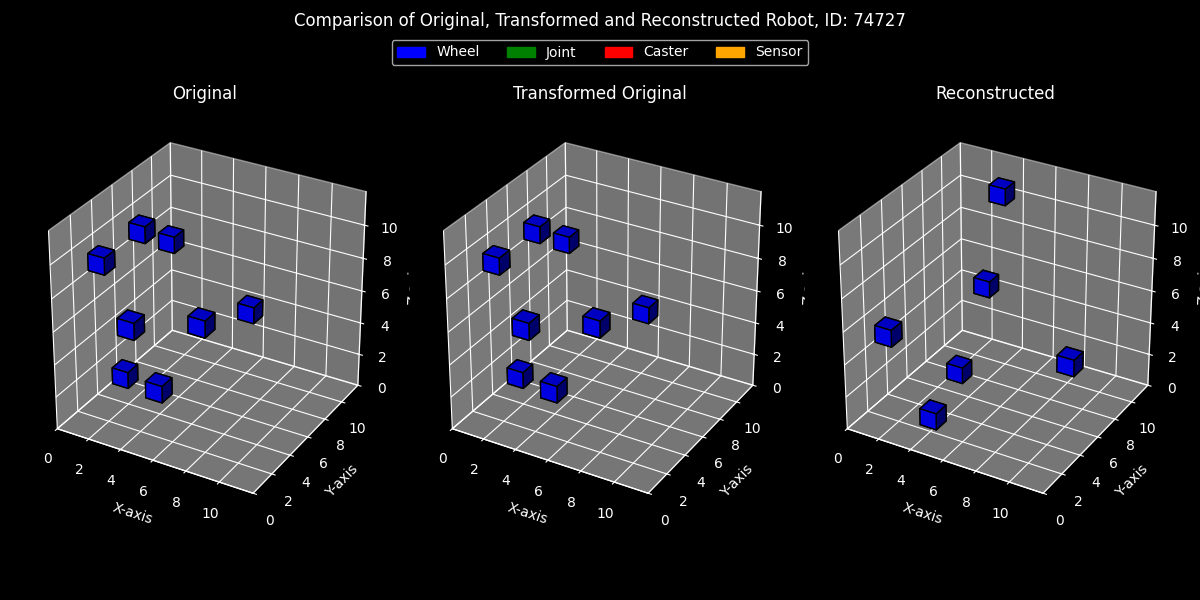 Comparison of Original, Transformed and Reconstructed Robot, ID: 74727
Wheel Joint Caster Sensor
Original Transformed Original Reconstructed
10 10 10
8 8 8
6 6 6
4 4 4
2 2 2
0 0 0
10 10 10
8 8 8
6 6 6
4 4 4
2 2 2
0 0 0
0 2 4 6 8 10 0 2 4 6 8 10 0 2 4 6 8 10
X-axis Y-axis X-axis Y-axis X-axis Y-axis